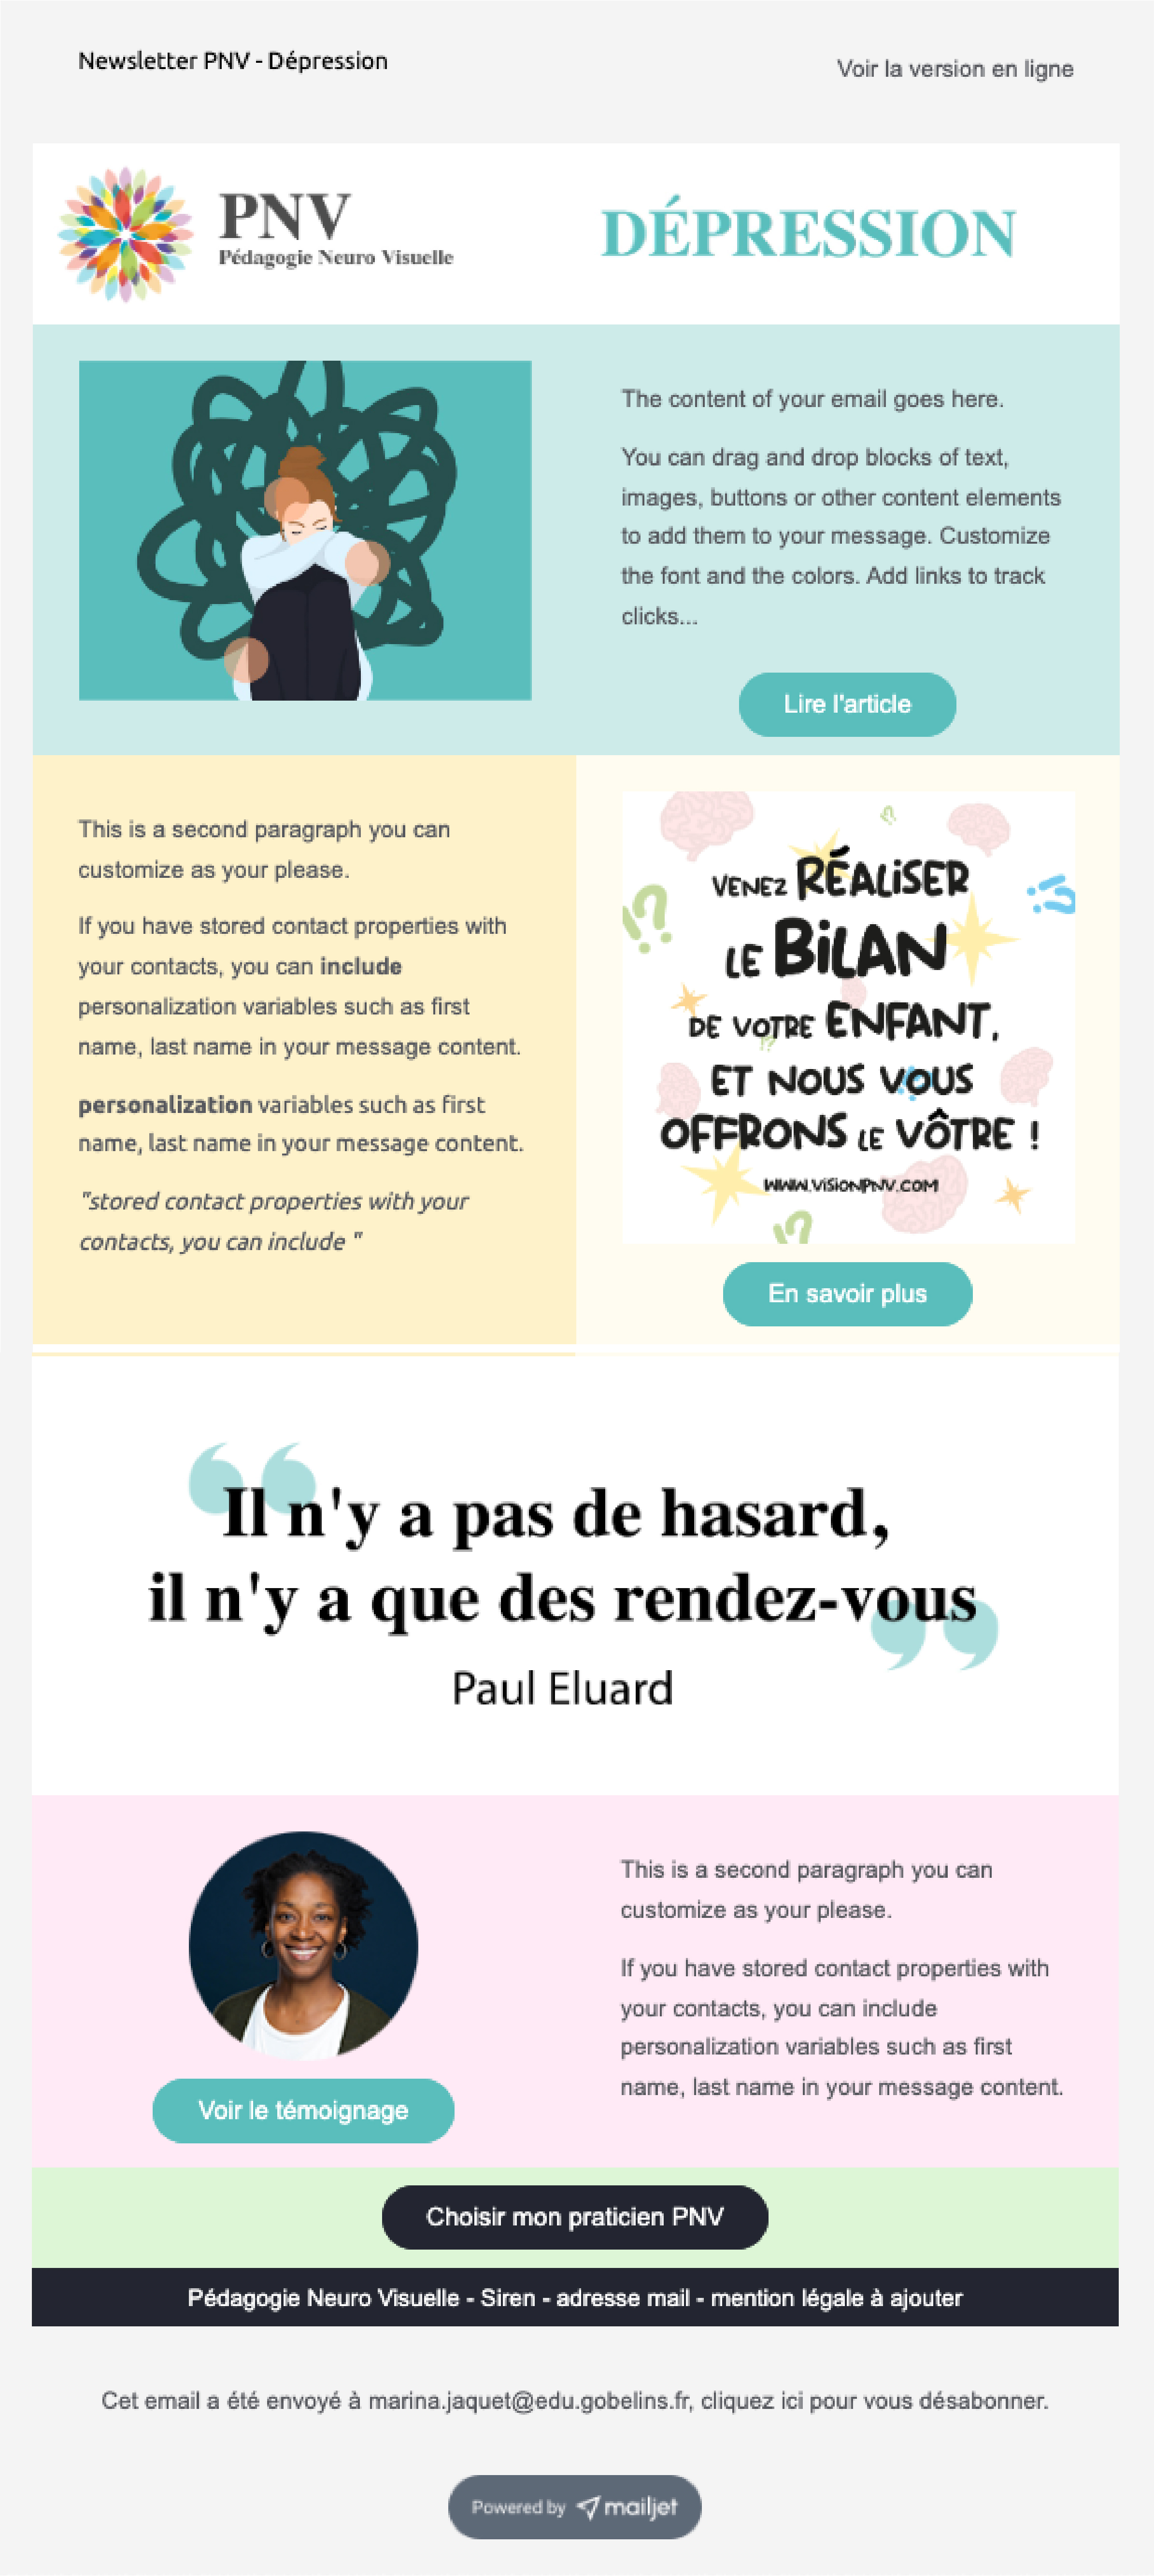 Newsletter PNV - Dépression
Voir la version en ligne
PNV
Pédagogie Neuro Visuelle
DÉPRESSION
The content of your email goes here.
You can drag and drop blocks of text,
images, buttons or other content elements
to add them to your message. Customize
the font and the colors. Add links to track
clicks...
Lire l'article
This is a second paragraph you can
customize as your please.
If you have stored contact properties with
your contacts, you can include
personalization variables such as first
name, last name in your message content.
personalization variables such as first
name, last name in your message content.
"stored contact properties with your
contacts, you can include "
VENEZ RÉALISER
LE BILAN
DE VOTRE ENFANT,
ET NOUS VOUS
OFFRONS LE VÔTRE !
WWW.VISIONPNV.COM
En savoir plus
Il n'y a pas de hasard,
il n'y a que des rendez-vous
Paul Eluard
This is a second paragraph you can
customize as your please.
If you have stored contact properties with
your contacts, you can include
personalization variables such as first
name, last name in your message content.
Voir le témoignage
Choisir mon praticien PNV
Pédagogie Neuro Visuelle - Siren - adresse mail - mention légale à ajouter
Cet email a été envoyé à marina.jaquet@edu.gobelins.fr, cliquez ici pour vous désabonner.
Powered by mailjet